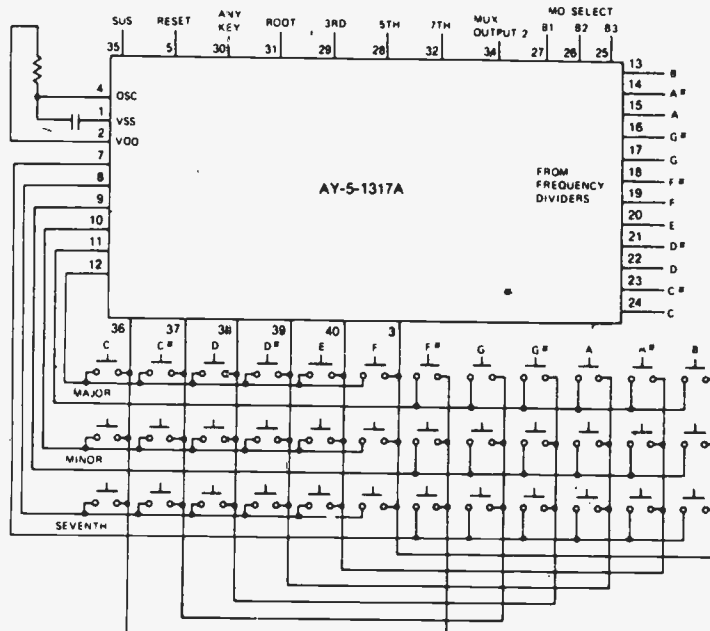 SUS RESET ANY KEY ROOT 3RD 5TH 7TH MUX OUTPUT 2 MO SELECT B1 B2 B3
35 5 30 31 29 28 32 34 27 26 25
4 OSC
1 VSS
2 VOO
7
8
9
10
11
12
AY-5-1317A
FROM
FREQUENCY
DIVIDERS
13 B
14 A#
15 A
16 G#
17 G
18 F#
19 F
20 E
21 D#
22 D
23 C#
24 C
36 37 38 39 40 3
C C# D D# E F F# G G# A A# B
MAJOR
MINOR
SEVENTH